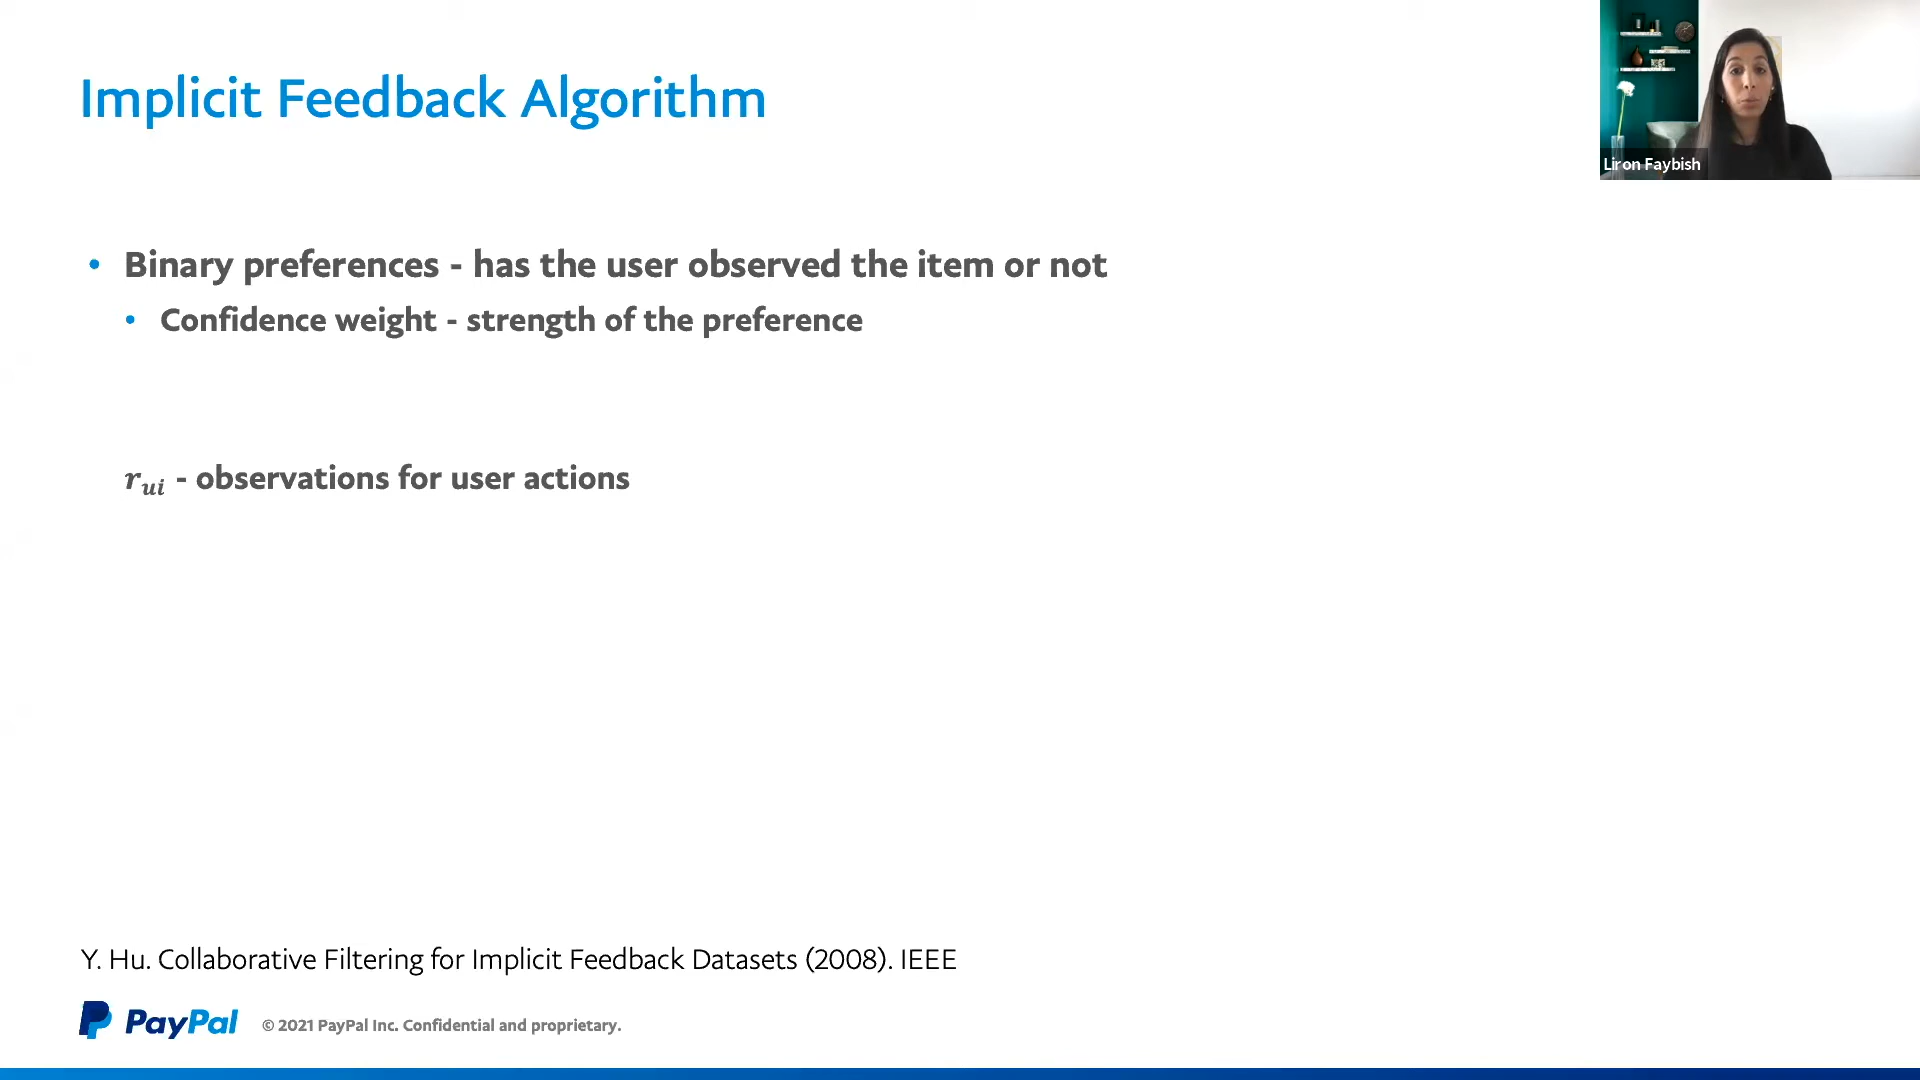 Implicit Feedback Algorithm
Liron Faybish
• Binary preferences - has the user observed the item or not
• Confidence weight - strength of the preference
r_ui - observations for user actions
Y. Hu. Collaborative Filtering for Implicit Feedback Datasets (2008). IEEE
PayPal © 2021 PayPal Inc. Confidential and proprietary.